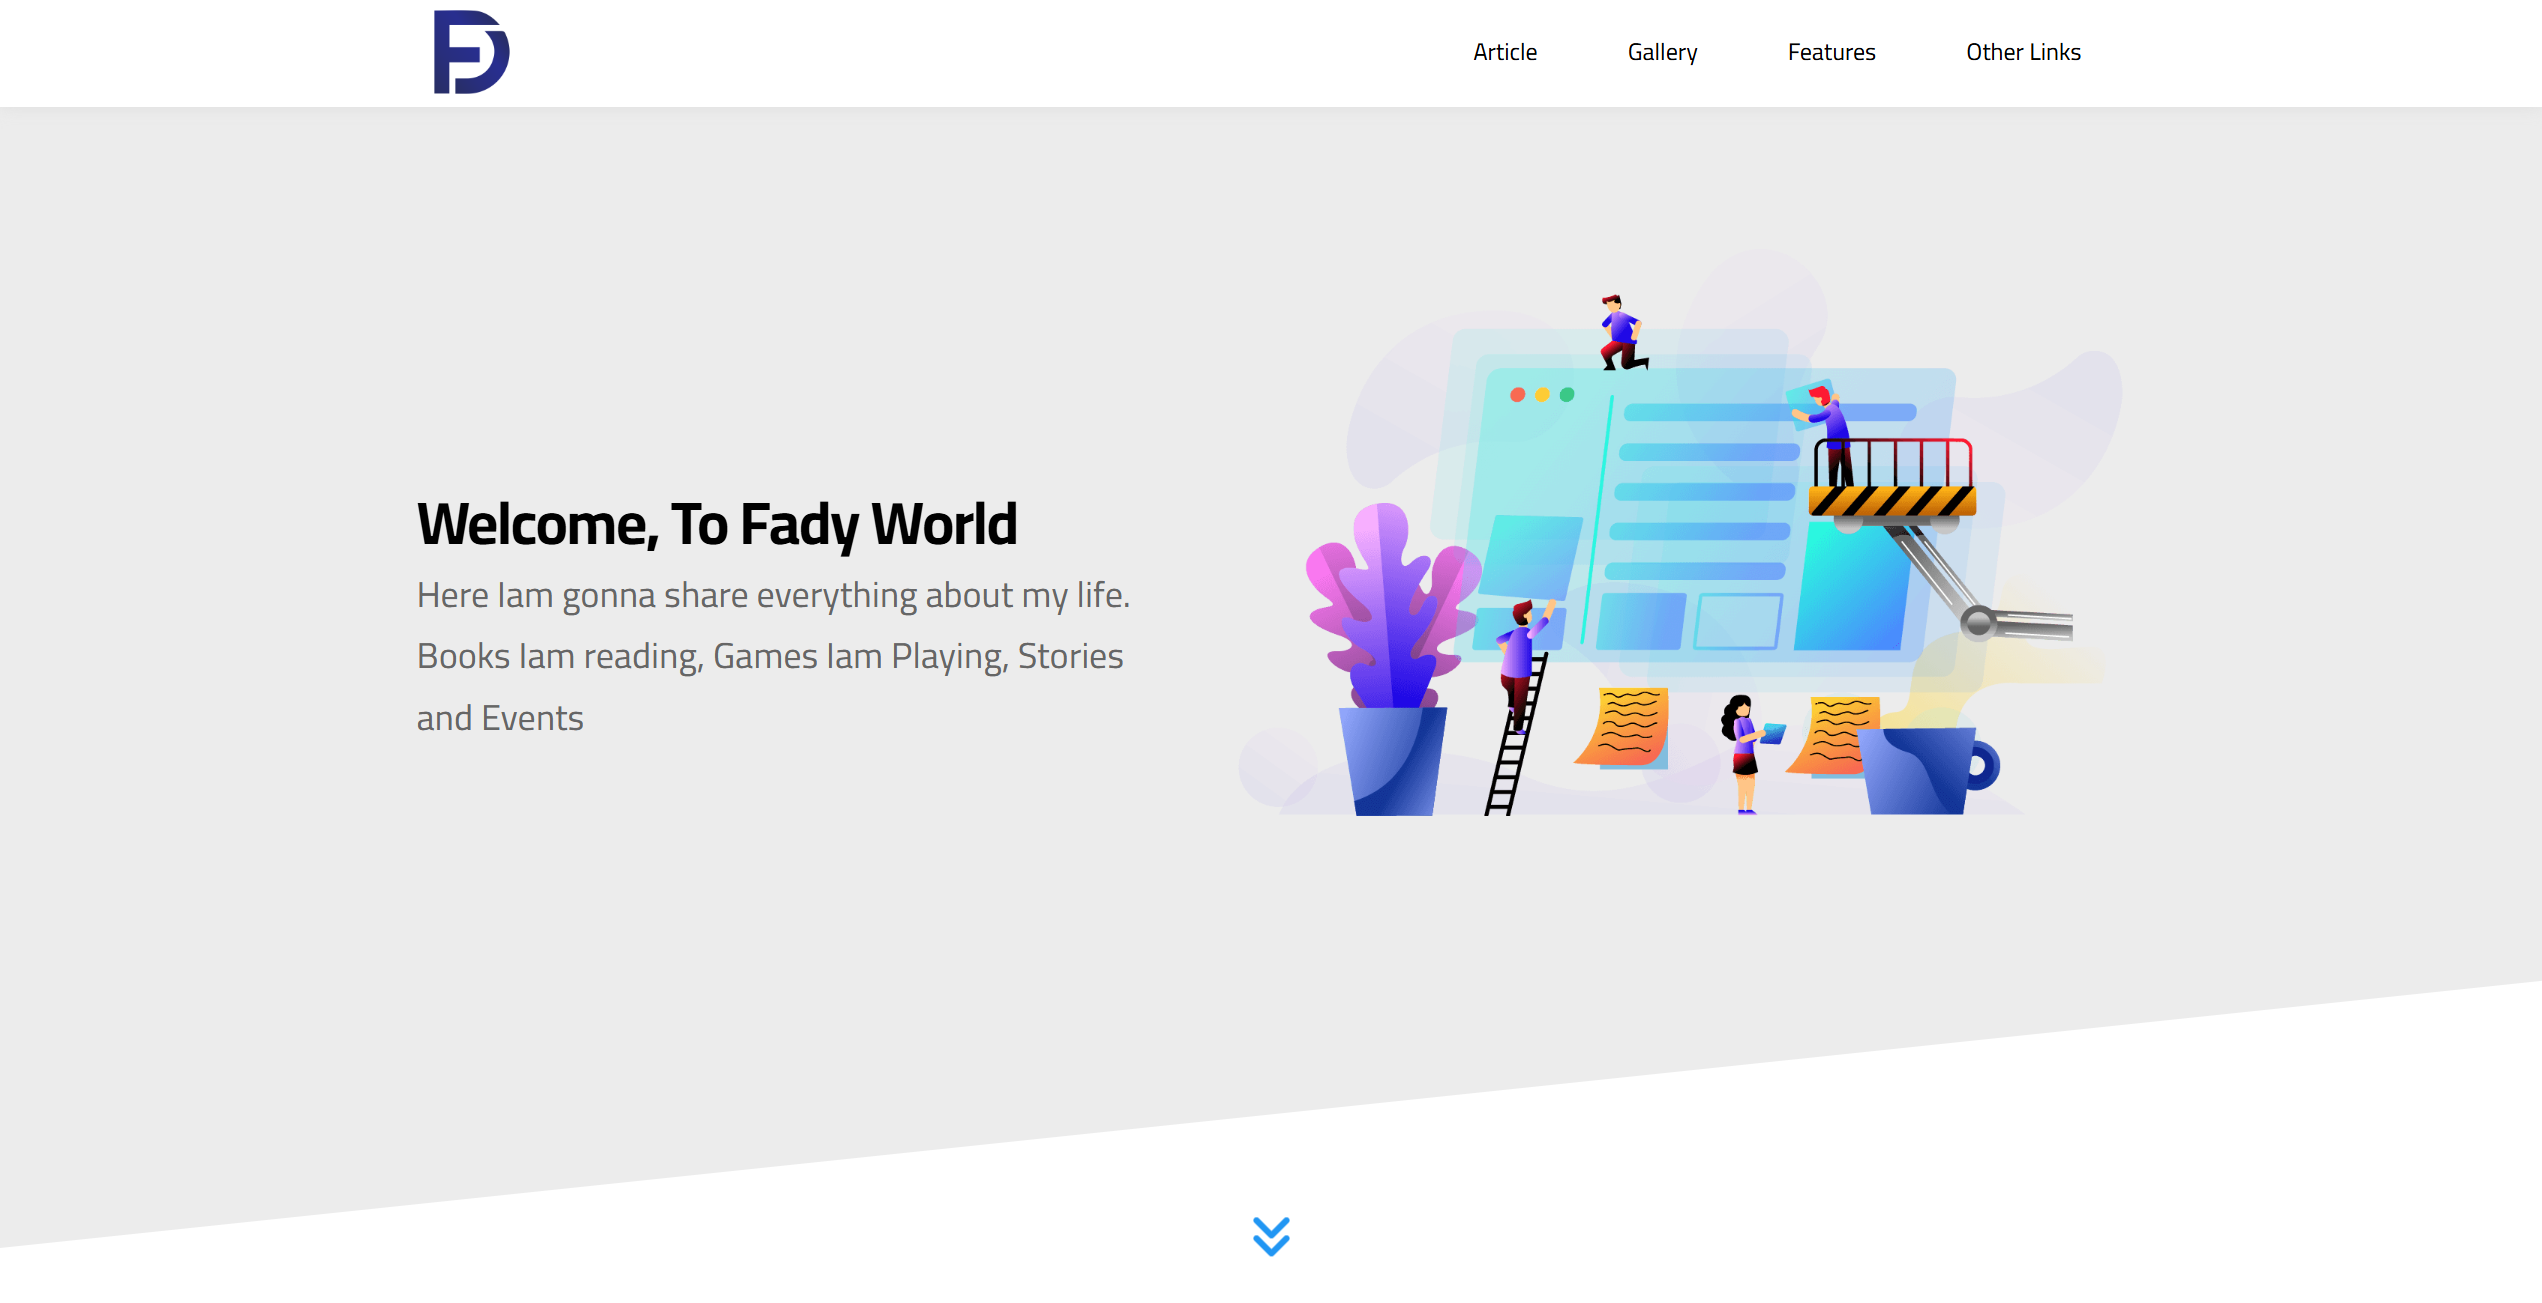 Article
Gallery
Features
Other Links
Welcome, To Fady World
Here Iam gonna share everything about my life.
Books Iam reading, Games Iam Playing, Stories
and Events